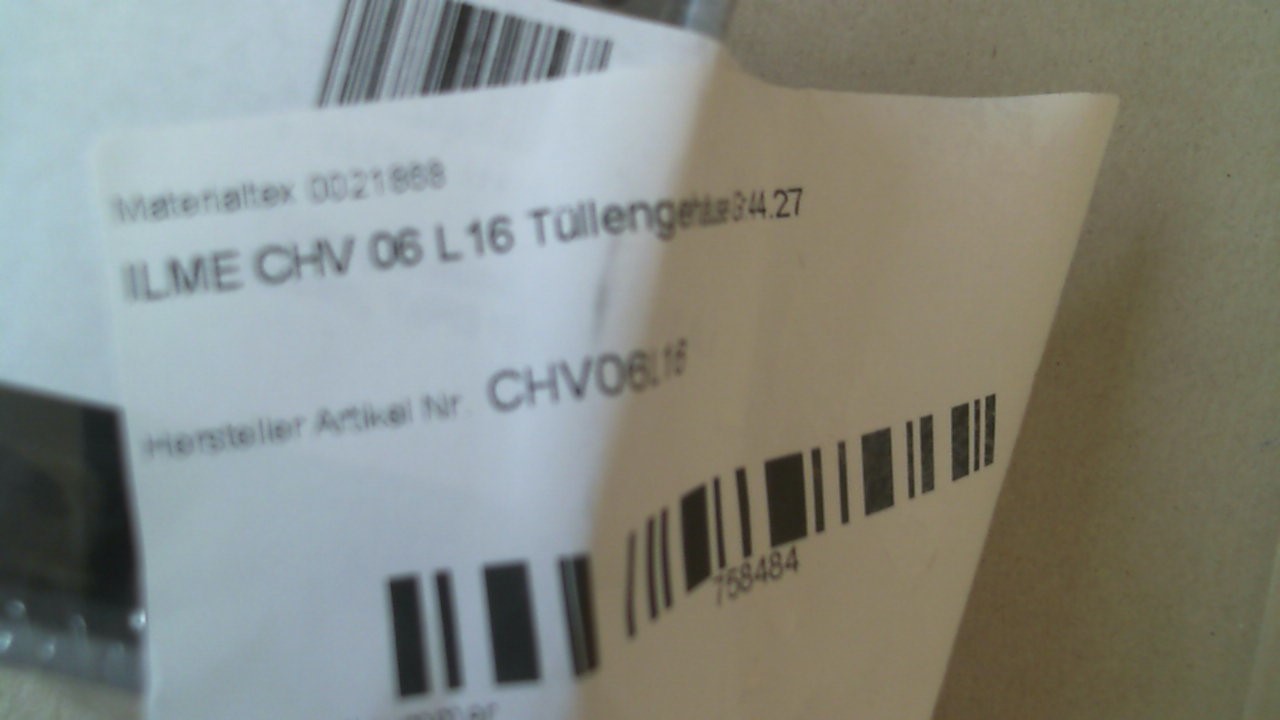 Materialtex 0021868
ILME CHV 06 L16 Tüllengehäuse 44.27
Hersteller Artikel Nr. CHV06L16
758484